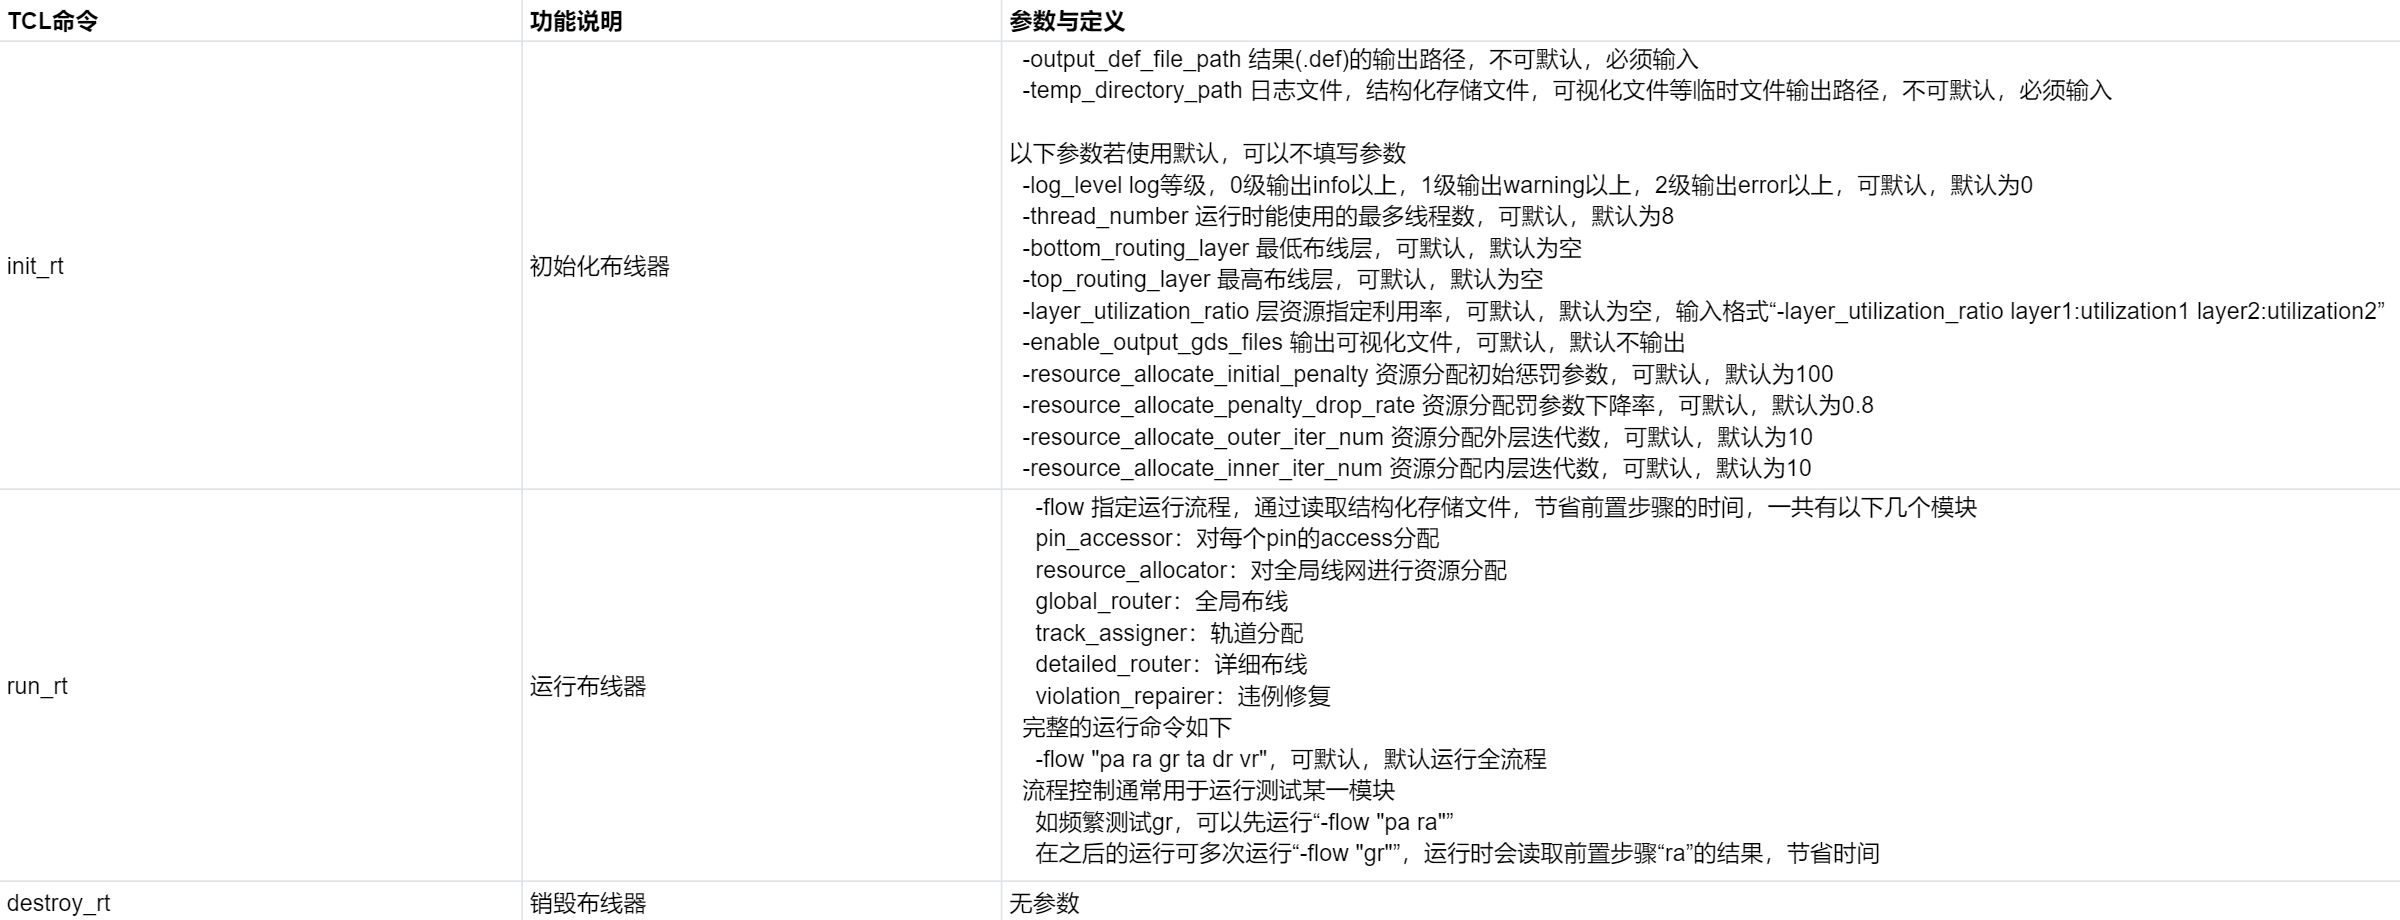 TCL命令 功能说明 参数与定义
-output_def_file_path 结果(.def)的输出路径，不可默认，必须输入
-temp_directory_path 日志文件，结构化存储文件，可视化文件等临时文件输出路径，不可默认，必须输入
以下参数若使用默认，可以不填写参数
-log_level log等级，0级输出info以上，1级输出warning以上，2级输出error以上，可默认，默认为0
-thread_number 运行时能使用的最多线程数，可默认，默认为8
-bottom_routing_layer 最低布线层，可默认，默认为空
init_rt 初始化布线器
-top_routing_layer 最高布线层，可默认，默认为空
-layer_utilization_ratio 层资源指定利用率，可默认，默认为空，输入格式“-layer_utilization_ratio layer1:utilization1 layer2:utilization2”
-enable_output_gds_files 输出可视化文件，可默认，默认不输出
-resource_allocate_initial_penalty 资源分配初始惩罚参数，可默认，默认为100
-resource_allocate_penalty_drop_rate 资源分配罚参数下降率，可默认，默认为0.8
-resource_allocate_outer_iter_num 资源分配外层迭代数，可默认，默认为10
-resource_allocate_inner_iter_num 资源分配内层迭代数，可默认，默认为10
-flow 指定运行流程，通过读取结构化存储文件，节省前置步骤的时间，一共有以下几个模块
pin_accessor：对每个pin的access分配
resource_allocator：对全局线网进行资源分配
global_router：全局布线
track_assigner：轨道分配
detailed_router：详细布线
run_rt 运行布线器
violation_repairer：违例修复
完整的运行命令如下
-flow "pa ra gr ta dr vr"，可默认，默认运行全流程
流程控制通常用于运行测试某一模块
如频繁测试gr，可以先运行“-flow "pa ra"”
在之后的运行可多次运行“-flow "gr"”，运行时会读取前置步骤“ra”的结果，节省时间
destroy_rt 销毁布线器 无参数